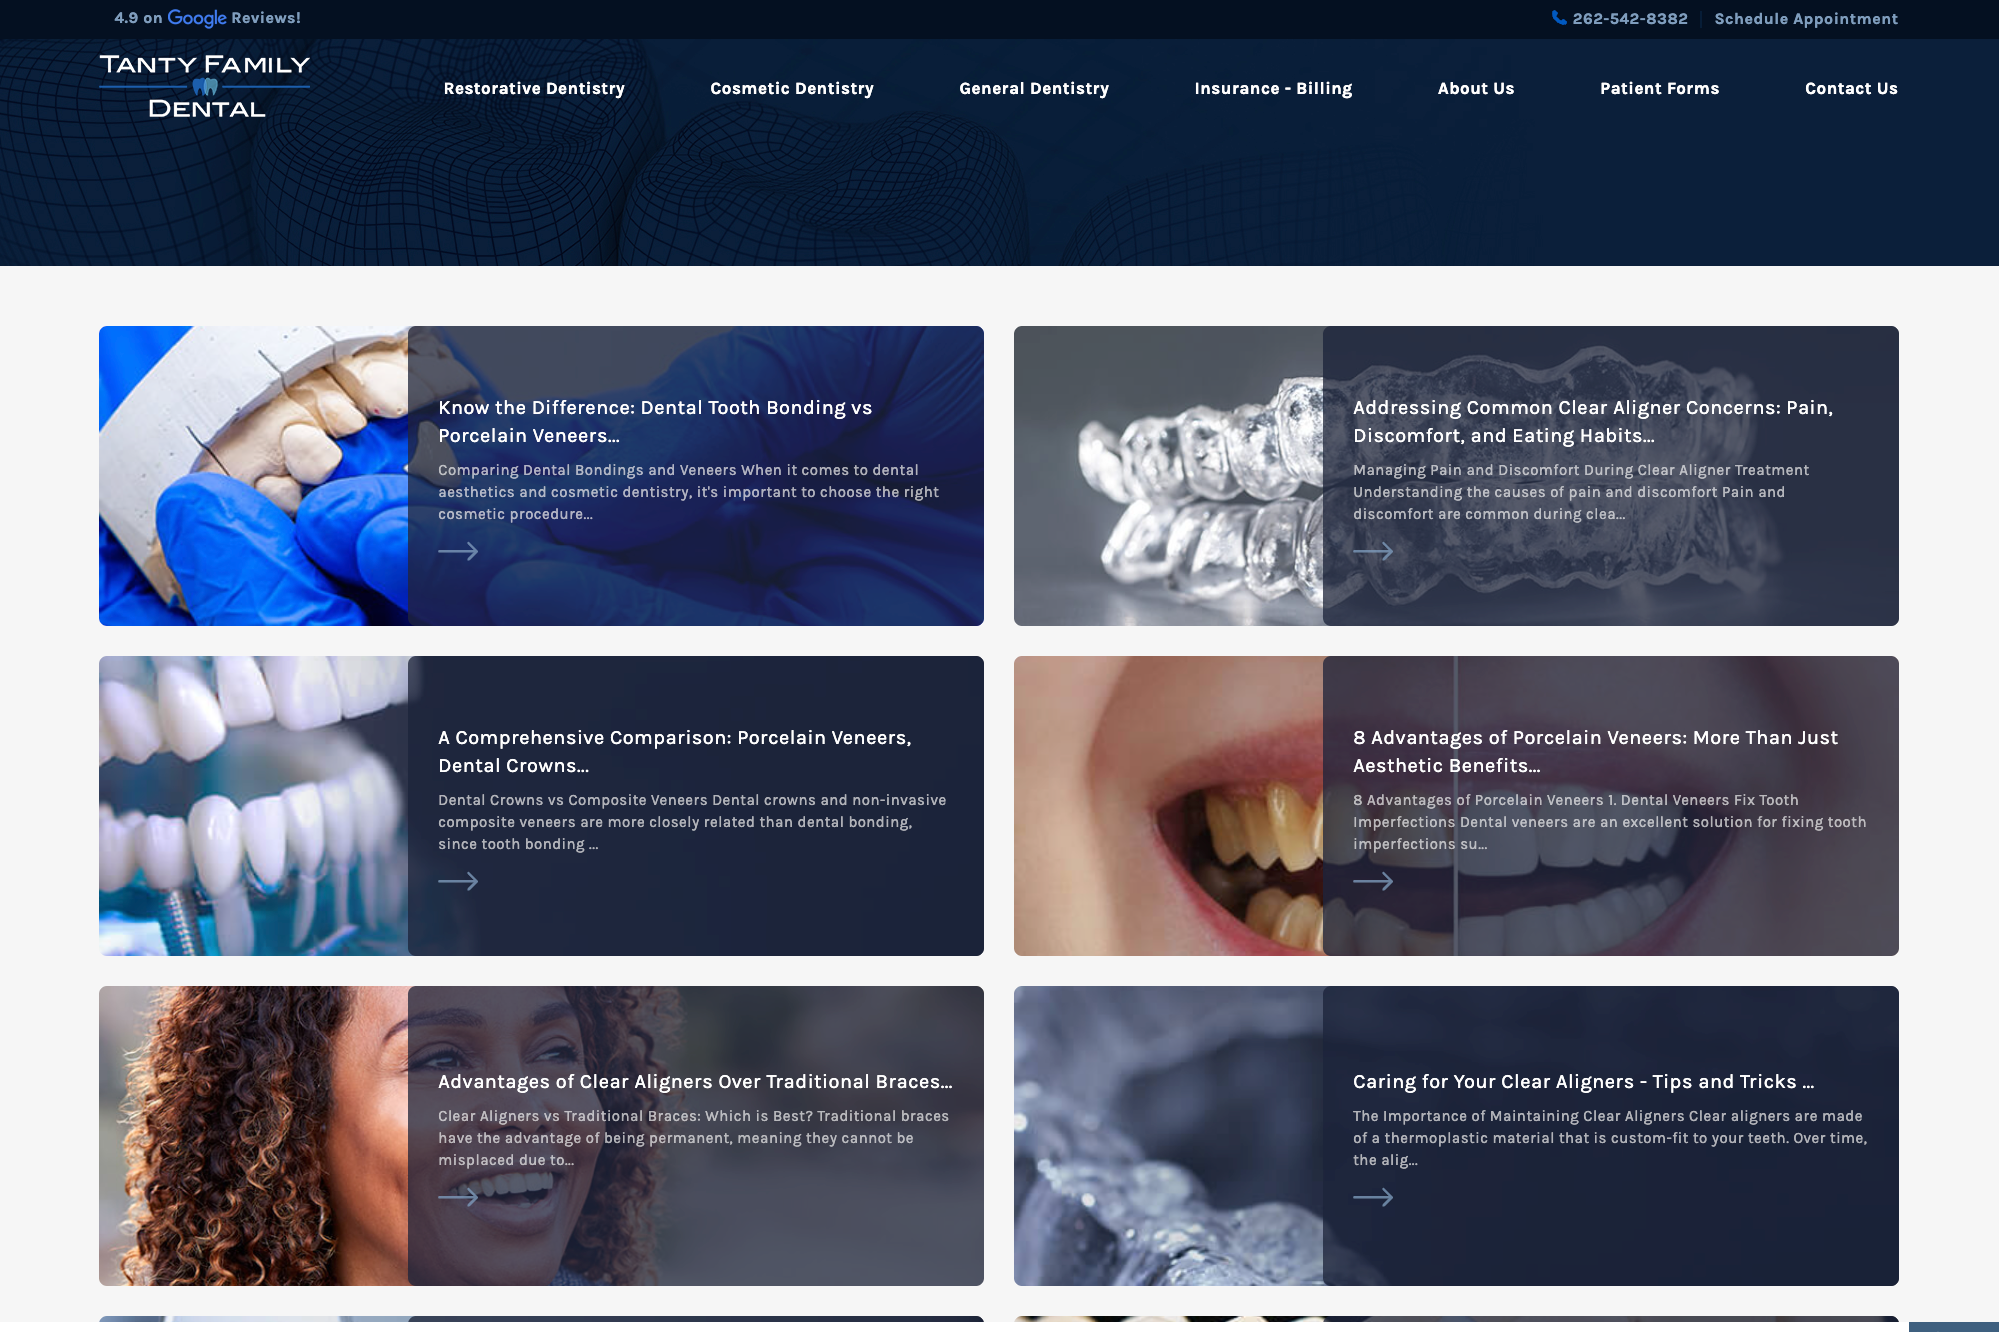 4.9 on Google Reviews!
262-542-8382
Schedule Appointment
TANTY FAMILY
DENTAL
Restorative Dentistry
Cosmetic Dentistry
General Dentistry
Insurance - Billing
About Us
Patient Forms
Contact Us
Know the Difference: Dental Tooth Bonding vs
Porcelain Veneers...
Comparing Dental Bondings and Veneers When it comes to dental
aesthetics and cosmetic dentistry, it's important to choose the right
cosmetic procedure...
Addressing Common Clear Aligner Concerns: Pain,
Discomfort, and Eating Habits...
Managing Pain and Discomfort During Clear Aligner Treatment
Understanding the causes of pain and discomfort Pain and
discomfort are common during clea...
A Comprehensive Comparison: Porcelain Veneers,
Dental Crowns...
Dental Crowns vs Composite Veneers Dental crowns and non-invasive
composite veneers are more closely related than dental bonding,
since tooth bonding ...
8 Advantages of Porcelain Veneers: More Than Just
Aesthetic Benefits...
8 Advantages of Porcelain Veneers 1. Dental Veneers Fix Tooth
Imperfections Dental veneers are an excellent solution for fixing tooth
imperfections su...
Advantages of Clear Aligners Over Traditional Braces...
Clear Aligners vs Traditional Braces: Which is Best? Traditional braces
have the advantage of being permanent, meaning they cannot be
misplaced due to...
Caring for Your Clear Aligners - Tips and Tricks ...
The Importance of Maintaining Clear Aligners Clear aligners are made
of a thermoplastic material that is custom-fit to your teeth. Over time,
the alig...